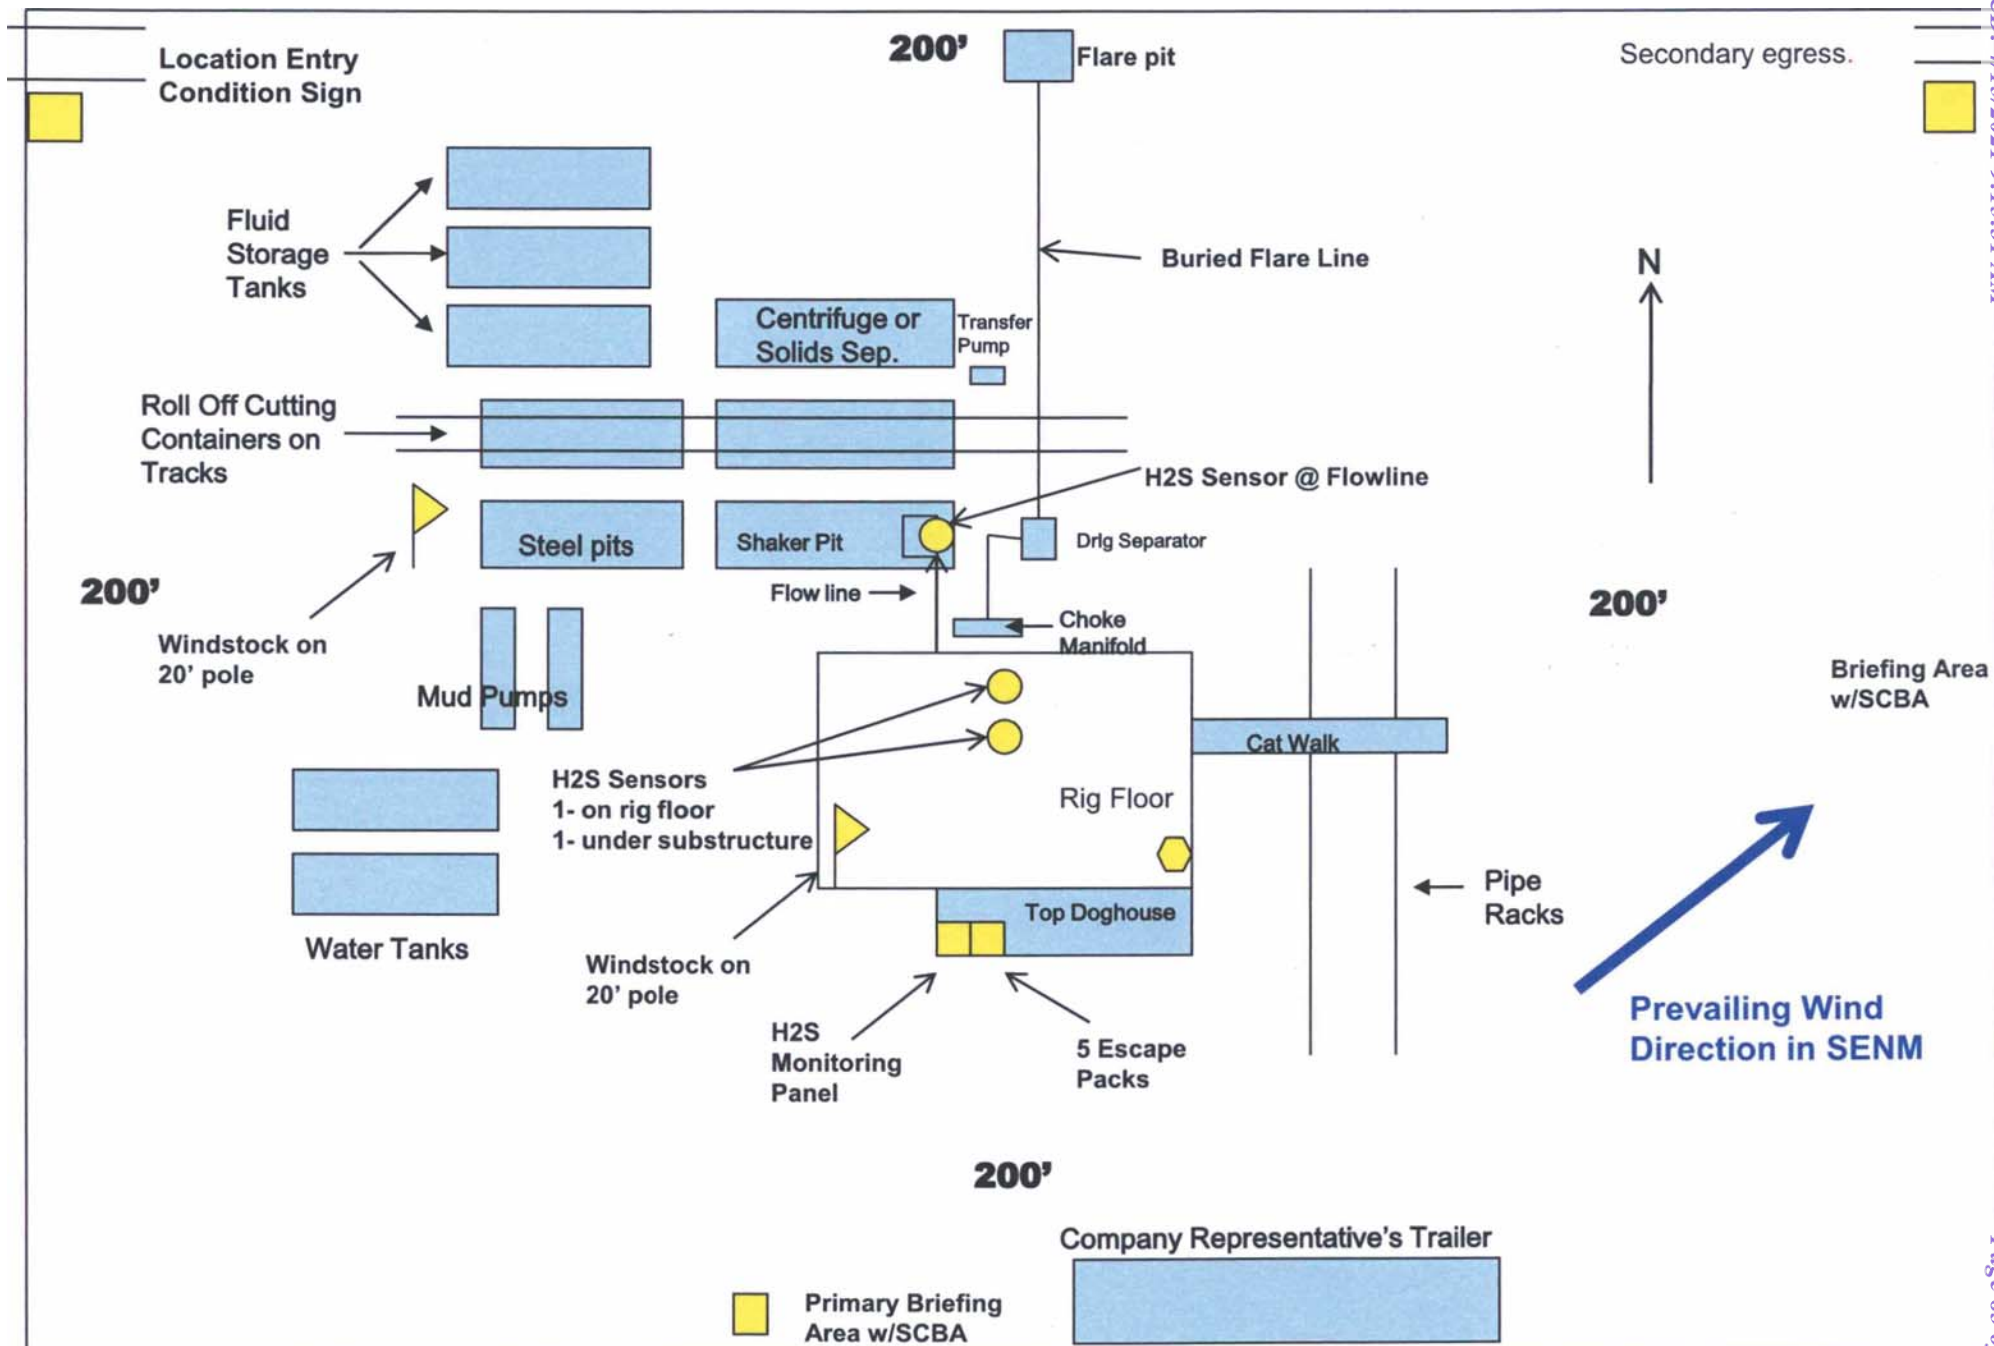 200'
Flare pit
Secondary egress.
Location Entry
Condition Sign
Fluid
Storage
Tanks
Buried Flare Line
N
Centrifuge or
Solids Sep.
Transfer
Pump
Roll Off Cutting
Containers on
Tracks
H2S Sensor @ Flowline
Steel pits
Shaker Pit
Drlg Separator
Flow line
200'
200'
Choke
Manifold
Windstock on
20' pole
Mud Pumps
Briefing Area
w/SCBA
Cat Walk
H2S Sensors
1- on rig floor
1- under substructure
Rig Floor
Pipe
Racks
Top Doghouse
Water Tanks
Windstock on
20' pole
H2S
Monitoring
Panel
5 Escape
Packs
Prevailing Wind
Direction in SENM
200'
Company Representative's Trailer
Primary Briefing
Area w/SCBA